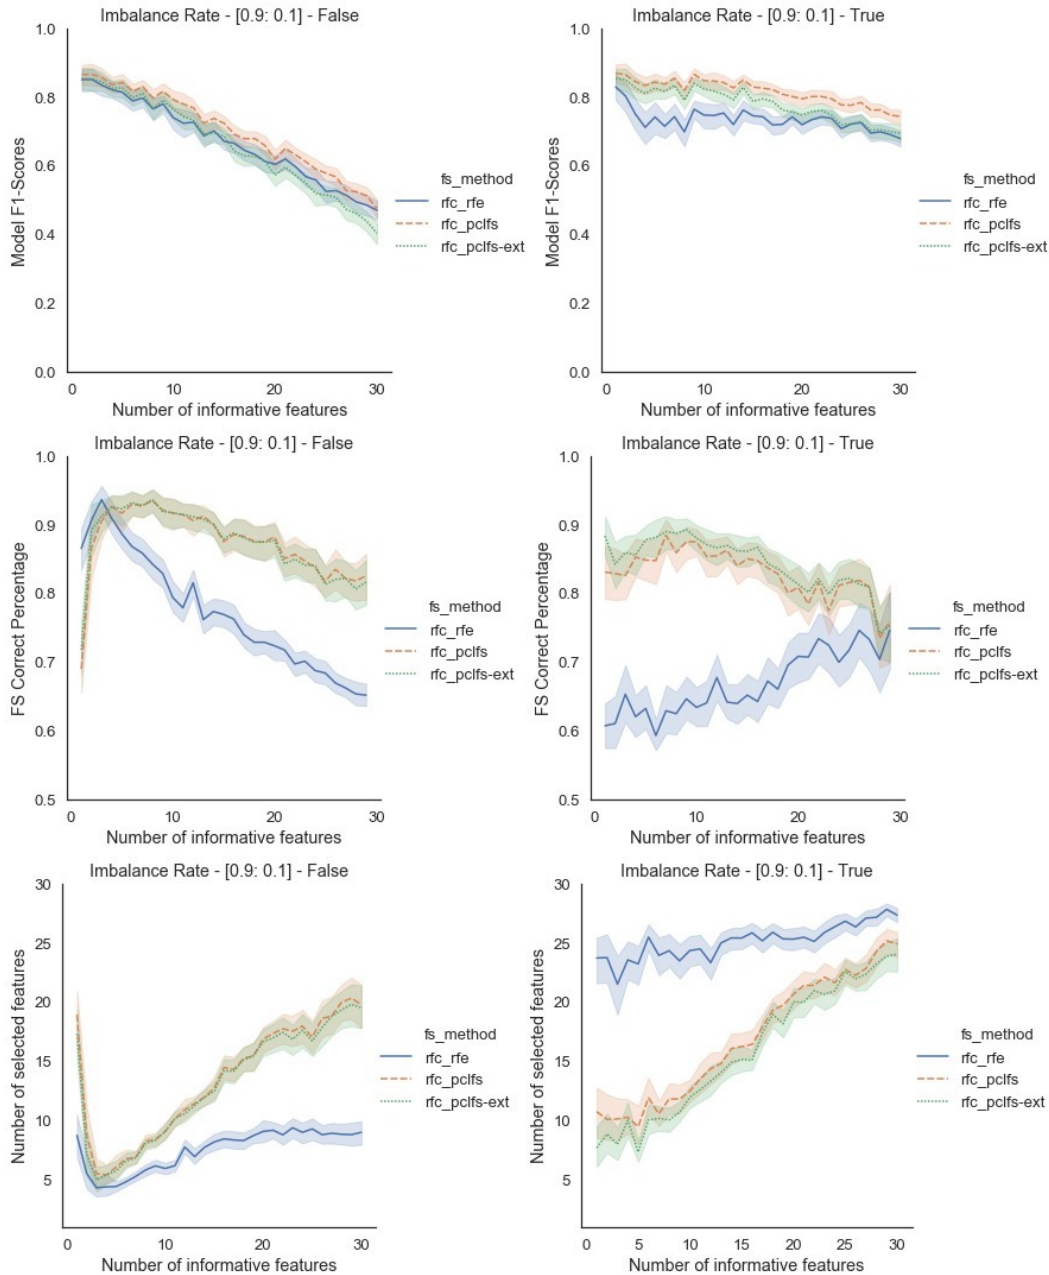 Imbalance Rate - [0.9: 0.1] - False
1.0
0.8
0.6
0.4
0.2
0.0
Model F1-Scores
0
10
20
30
Number of informative features
fs_method
rfc_rfe
rfc_pclfs
rfc_pclfs-ext
Imbalance Rate - [0.9: 0.1] - True
1.0
0.8
0.6
0.4
0.2
0.0
Model F1-Scores
0
10
20
30
Number of informative features
fs_method
rfc_rfe
rfc_pclfs
rfc_pclfs-ext
Imbalance Rate - [0.9: 0.1] - False
1.0
0.9
0.8
0.7
0.6
0.5
FS Correct Percentage
0
10
20
30
Number of informative features
fs_method
rfc_rfe
rfc_pclfs
rfc_pclfs-ext
Imbalance Rate - [0.9: 0.1] - True
1.0
0.9
0.8
0.7
0.6
0.5
FS Correct Percentage
0
10
20
30
Number of informative features
fs_method
rfc_rfe
rfc_pclfs
rfc_pclfs-ext
Imbalance Rate - [0.9: 0.1] - False
30
25
20
15
10
5
Number of selected features
0
10
20
30
Number of informative features
fs_method
rfc_rfe
rfc_pclfs
rfc_pclfs-ext
Imbalance Rate - [0.9: 0.1] - True
30
25
20
15
10
5
Number of selected features
0
5
10
15
20
25
30
Number of informative features
fs_method
rfc_rfe
rfc_pclfs
rfc_pclfs-ext